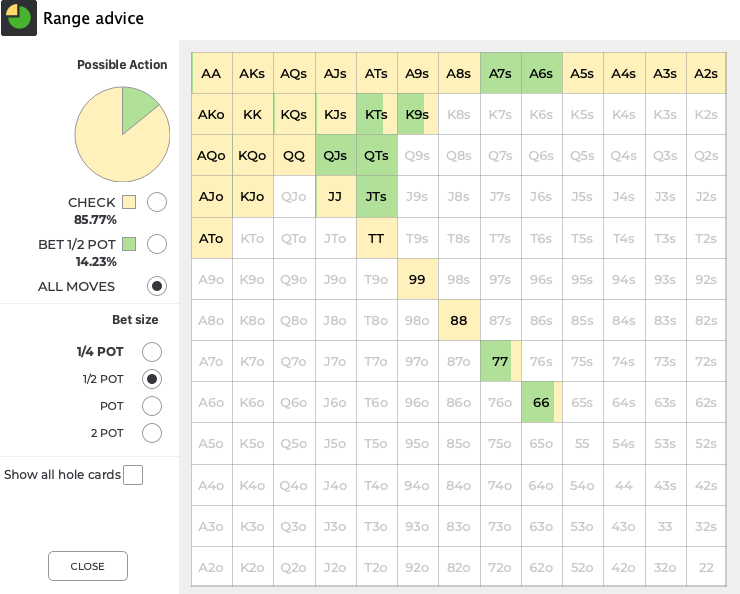 Range advice
Possible Action
CHECK
85.77%
BET 1/2 POT
14.23%
ALL MOVES
Bet size
1/4 POT
1/2 POT
POT
2 POT
Show all hole cards
CLOSE
AA AKs AQs AJs ATs A9s A8s A7s A6s A5s A4s A3s A2s
AKo KK KQs KJs KTs K9s K8s K7s K6s K5s K4s K3s K2s
AQo KQo QQ QJs QTs Q9s Q8s Q7s Q6s Q5s Q4s Q3s Q2s
AJo KJo QJo JJ JTs J9s J8s J7s J6s J5s J4s J3s J2s
ATo KTo QTo JTo TT T9s T8s T7s T6s T5s T4s T3s T2s
A9o K9o Q9o J9o T9o 99 98s 97s 96s 95s 94s 93s 92s
A8o K8o Q8o J8o T8o 98o 88 87s 86s 85s 84s 83s 82s
A7o K7o Q7o J7o T7o 97o 87o 77 76s 75s 74s 73s 72s
A6o K6o Q6o J6o T6o 96o 86o 76o 66 65s 64s 63s 62s
A5o K5o Q5o J5o T5o 95o 85o 75o 65o 55 54s 53s 52s
A4o K4o Q4o J4o T4o 94o 84o 74o 64o 54o 44 43s 42s
A3o K3o Q3o J3o T3o 93o 83o 73o 63o 53o 43o 33 32s
A2o K2o Q2o J2o T2o 92o 82o 72o 62o 52o 42o 32o 22